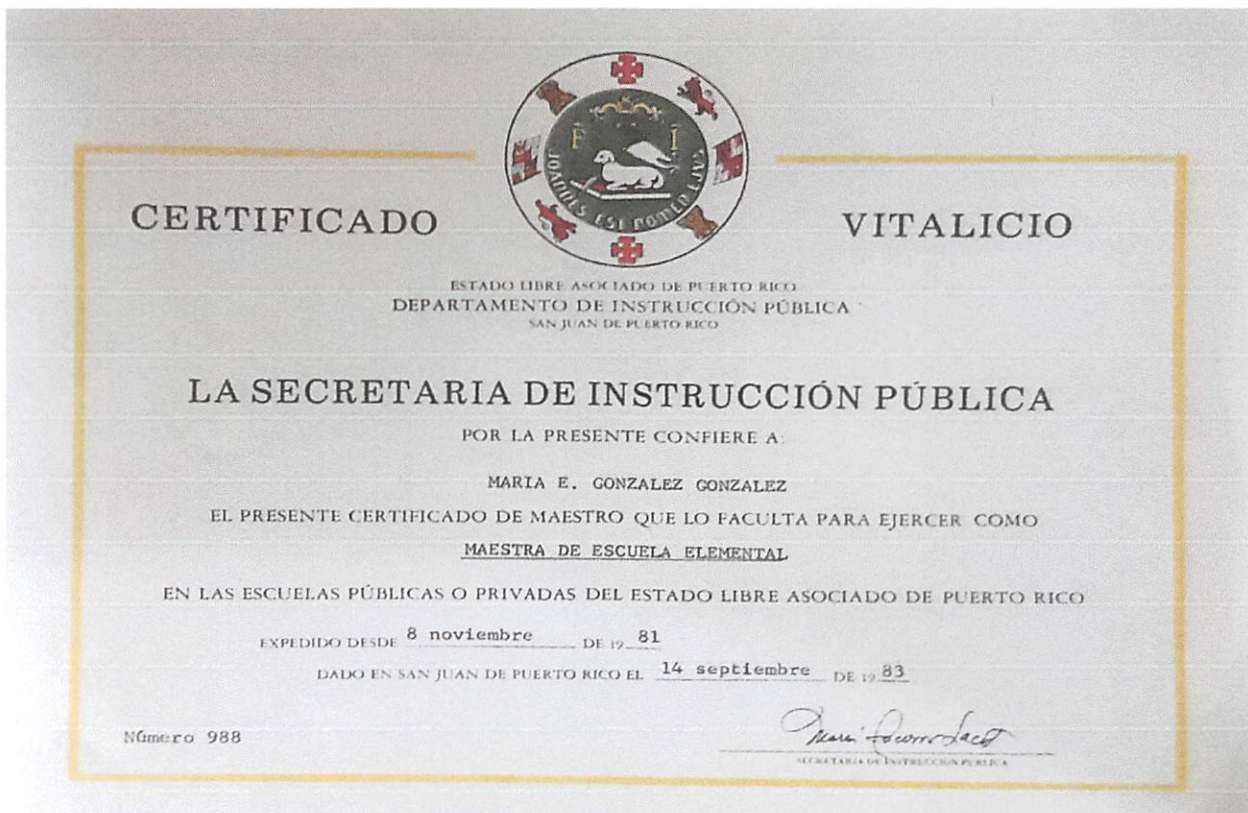 F I
JOANNES EST NOMEN EJVS
CERTIFICADO VITALICIO
ESTADO LIBRE ASOCIADO DE PUERTO RICO
DEPARTAMENTO DE INSTRUCCIÓN PÚBLICA
SAN JUAN DE PUERTO RICO
LA SECRETARIA DE INSTRUCCIÓN PÚBLICA
POR LA PRESENTE CONFIERE A:
MARIA E. GONZALEZ GONZALEZ
EL PRESENTE CERTIFICADO DE MAESTRO QUE LO FACULTA PARA EJERCER COMO
MAESTRA DE ESCUELA ELEMENTAL
EN LAS ESCUELAS PÚBLICAS O PRIVADAS DEL ESTADO LIBRE ASOCIADO DE PUERTO RICO
EXPEDIDO DESDE 8 noviembre DE 19 81
DADO EN SAN JUAN DE PUERTO RICO EL 14 septiembre DE 19 83
Número 988
SECRETARIA DE INSTRUCCION PUBLICA